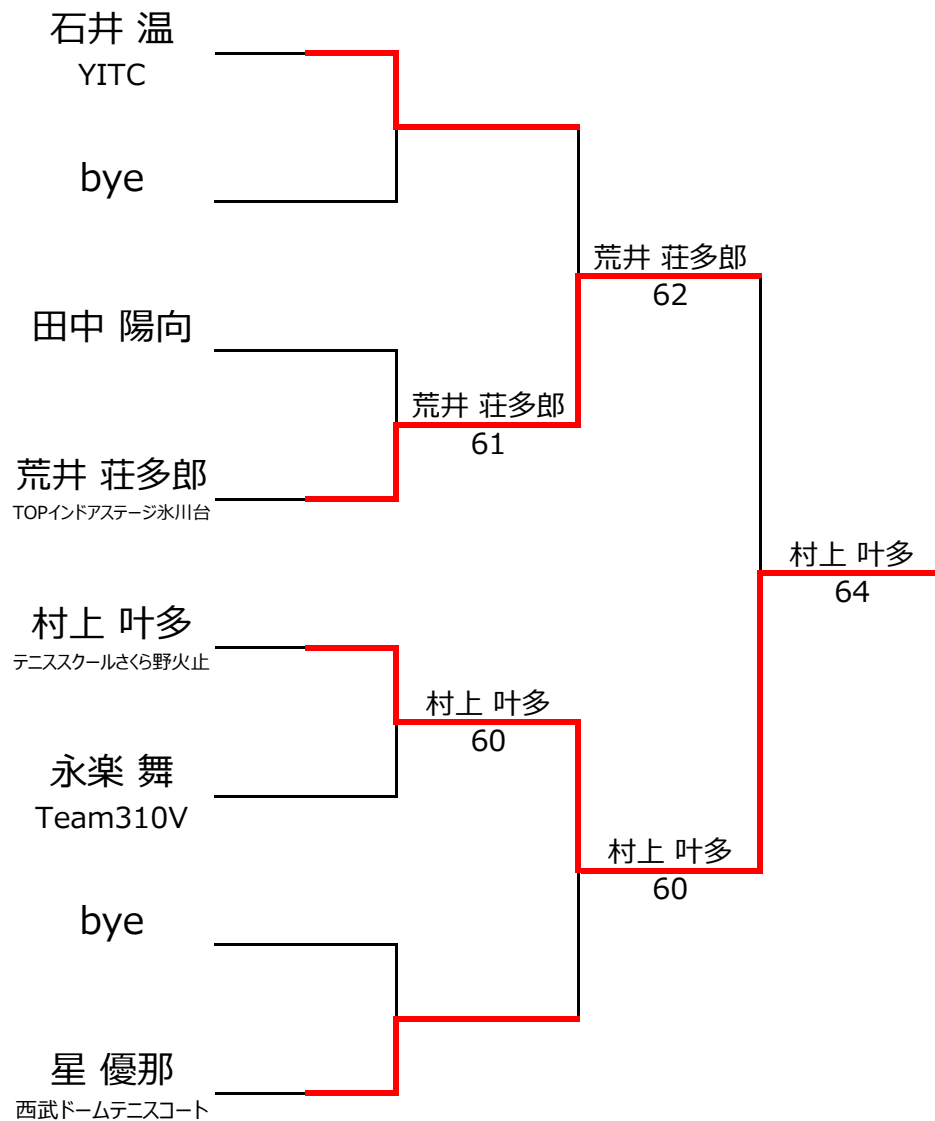 石井 温
YITC
bye
田中 陽向
荒井 荘多郎
TOPインドアステージ氷川台
村上 叶多
テニススクールさくら野火止
永楽 舞
Team310V
bye
星 優那
西武ドームテニスコート
荒井 荘多郎
61
村上 叶多
60
荒井 荘多郎
62
村上 叶多
60
村上 叶多
64